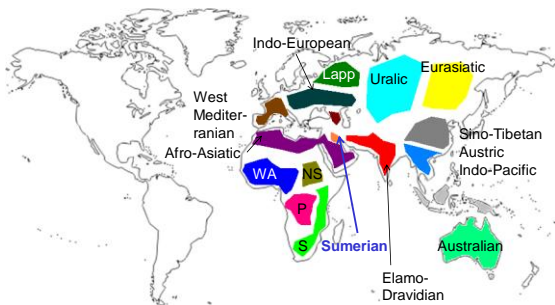 Indo-European
Lapp
Uralic
Eurasiatic
West
Mediter-
ranian
Afro-Asiatic
Sino-Tibetan
Austric
Indo-Pacific
WA
NS
P
S
Sumerian
Australian
Elamo-
Dravidian